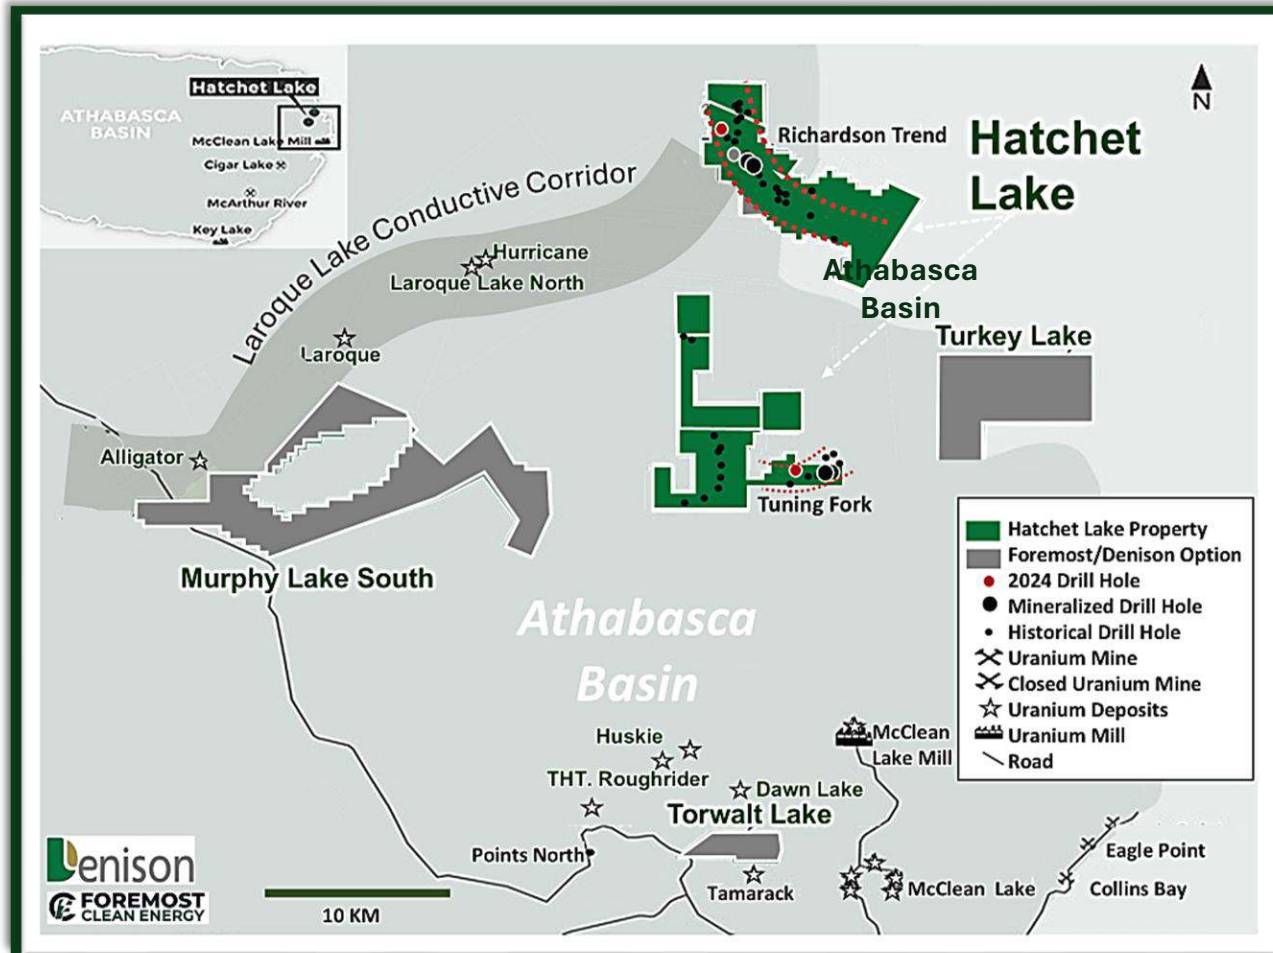 Hatchet Lake
ATHABASCA
BASIN
McClean Lake Mill
Cigar Lake
McArthur River
Key Lake
N
Richardson Trend
Hatchet
Lake
Laroque Lake Conductive Corridor
Hurricane
Laroque Lake North
Laroque
Athabasca
Basin
Turkey Lake
Alligator
Tuning Fork
Murphy Lake South
Athabasca
Basin
Hatchet Lake Property
Foremost/Denison Option
2024 Drill Hole
Mineralized Drill Hole
Historical Drill Hole
Uranium Mine
Closed Uranium Mine
Uranium Deposits
Uranium Mill
Road
Huskie
THT. Roughrider
McClean
Lake Mill
Dawn Lake
Torwalt Lake
Points North
Tamarack
McClean Lake
Eagle Point
Collins Bay
Denison
FOREMOST
CLEAN ENERGY
10 KM